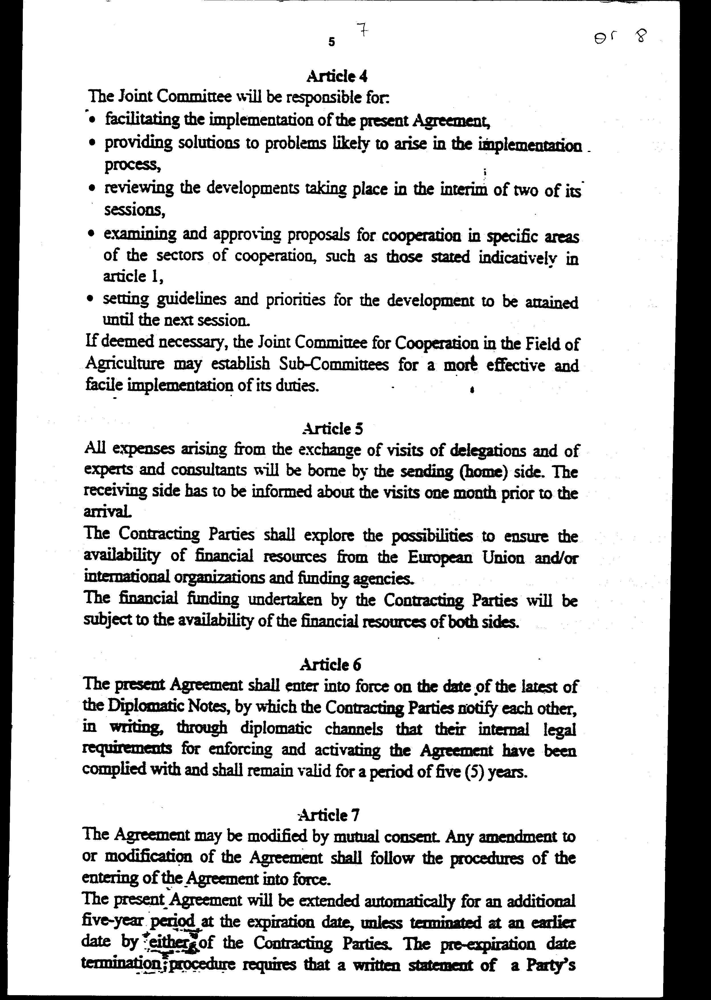 7
5
8
Article 4
The Joint Committee will be responsible for:
• facilitating the implementation of the present Agreement,
• providing solutions to problems likely to arise in the implementation
process,
• reviewing the developments taking place in the interim of two of its
sessions,
• examining and approving proposals for cooperation in specific areas
of the sectors of cooperation, such as those stated indicatively in
article 1,
• setting guidelines and priorities for the development to be attained
until the next session.
If deemed necessary, the Joint Committee for Cooperation in the Field of
Agriculture may establish Sub-Committees for a more effective and
facile implementation of its duties.
Article 5
All expenses arising from the exchange of visits of delegations and of
experts and consultants will be borne by the sending (home) side. The
receiving side has to be informed about the visits one month prior to the
arrival.
The Contracting Parties shall explore the possibilities to ensure the
availability of financial resources from the European Union and/or
international organizations and funding agencies.
The financial funding undertaken by the Contracting Parties will be
subject to the availability of the financial resources of both sides.
Article 6
The present Agreement shall enter into force on the date of the latest of
the Diplomatic Notes, by which the Contracting Parties notify each other,
in writing, through diplomatic channels that their internal legal
requirements for enforcing and activating the Agreement have been
complied with and shall remain valid for a period of five (5) years.
Article 7
The Agreement may be modified by mutual consent. Any amendment to
or modification of the Agreement shall follow the procedures of the
entering of the Agreement into force.
The present Agreement will be extended automatically for an additional
five-year period at the expiration date, unless terminated at an earlier
date by either of the Contracting Parties. The pre-expiration date
termination procedure requires that a written statement of a Party's